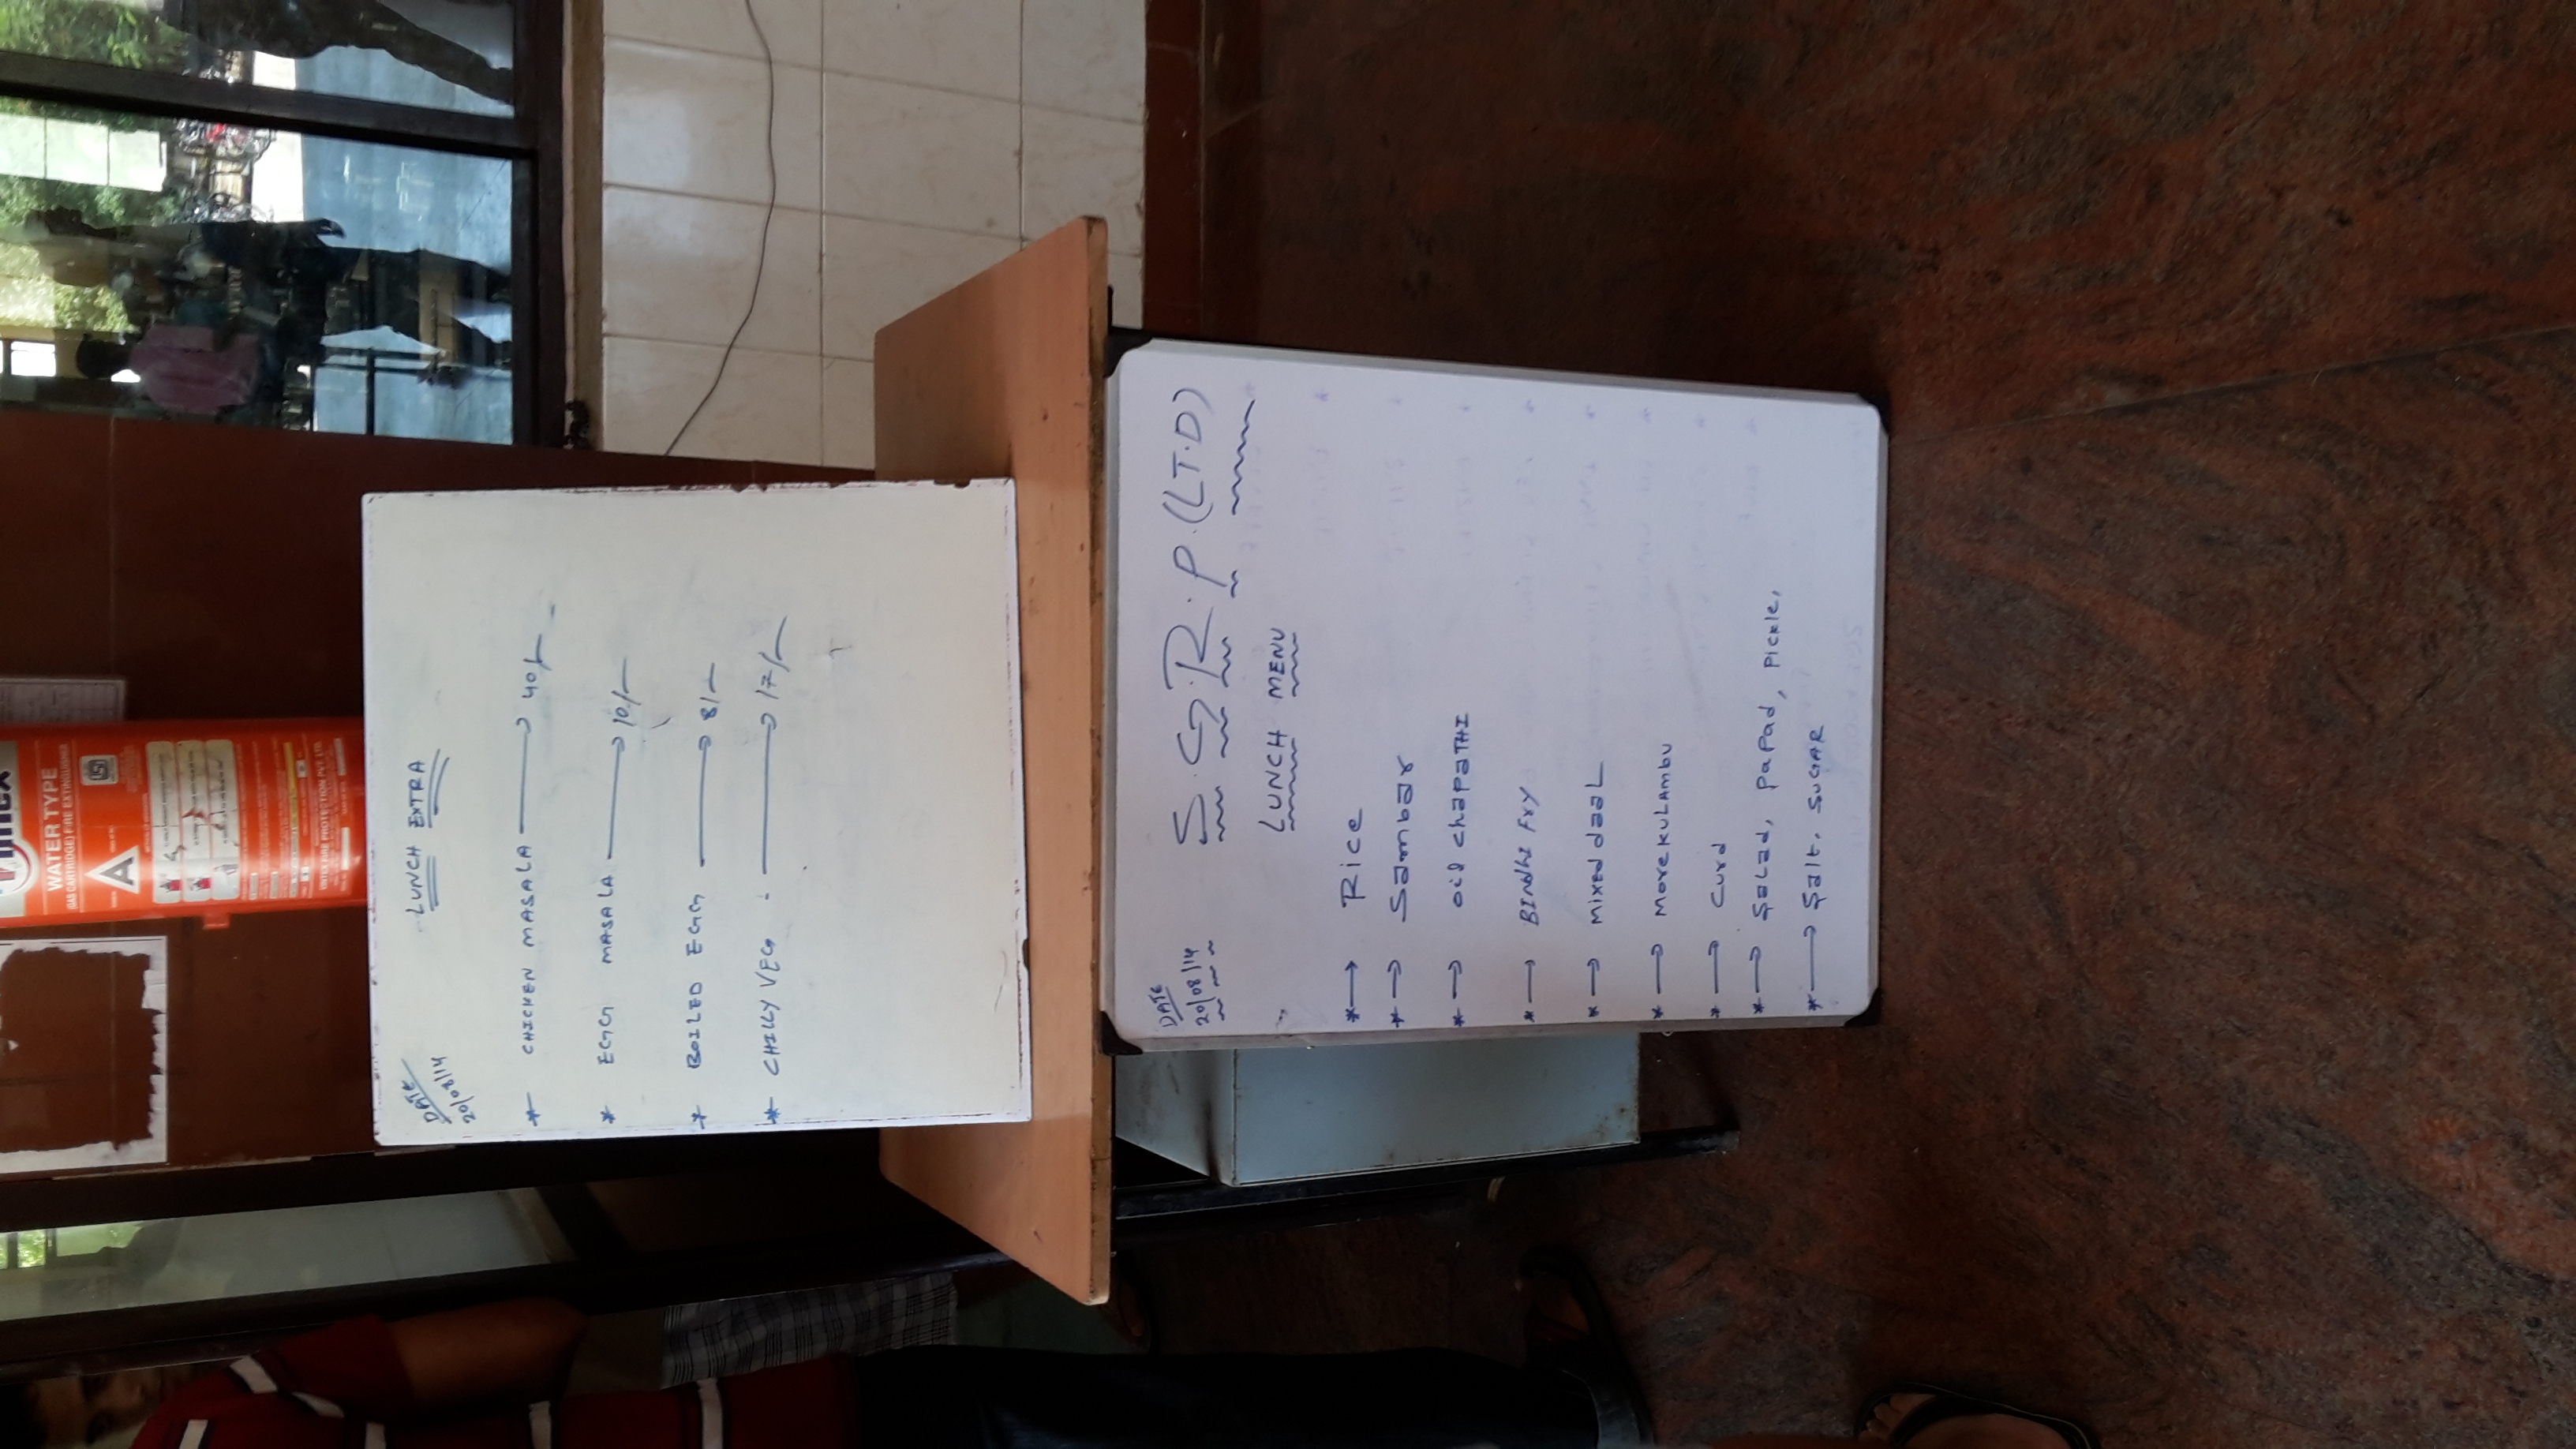 WATER TYPE
(GAS CARTRIDGE) FIRE EXTINGUISHER
A
ISI
VINTEX FIRE PROTECTION PVT. LTD.
DATE
20/08/14
LUNCH EXTRA
* CHICKEN MASALA → 40/-
* EGG MASALA → 10/-
* BOILED EGG → 8/-
* CHILLY VEG → 17/-
DATE
20/08/14
S.G.R.P.(LT.D)
LUNCH MENU
*→ Rice
*→ Sambar
*→ oil chapaTHI
*→ BINdhI Fry
*→ mixed daaL
*→ MoreKULAmbu
*→ Curd
*→ Salad, PaPad, Pickle,
*→ Salt, SUGAR